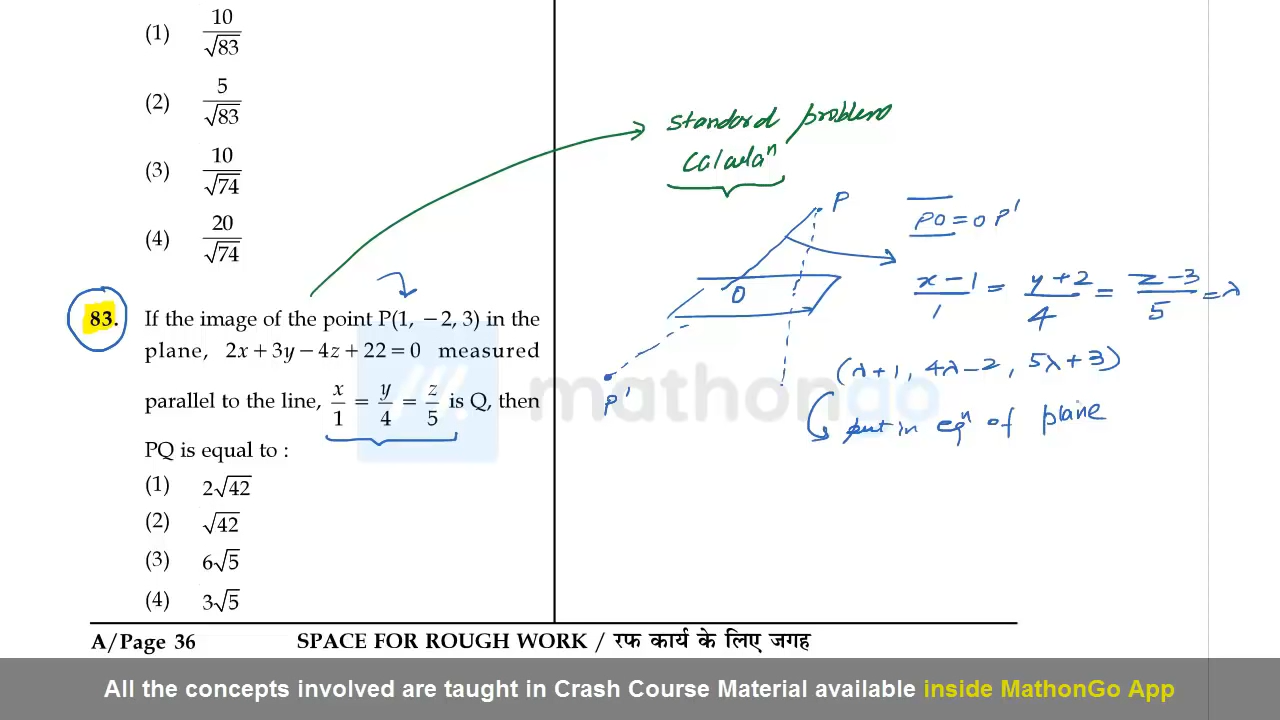 (1) 10/√83
(2) 5/√83
(3) 10/√74
(4) 20/√74
83. If the image of the point P(1, −2, 3) in the
plane, 2x + 3y − 4z + 22 = 0 measured
parallel to the line, x/1 = y/4 = z/5 is Q, then
PQ is equal to :
(1) 2√42
(2) √42
(3) 6√5
(4) 3√5
standard problem
calculaⁿ
P
PO = OP'
O
x−1/1 = y+2/4 = z−3/5 = λ
(λ+1, 4λ−2, 5λ+3)
P'
put in eqⁿ of plane
mathongo
A/Page 36 SPACE FOR ROUGH WORK / रफ कार्य के लिए जगह
All the concepts involved are taught in Crash Course Material available inside MathonGo App